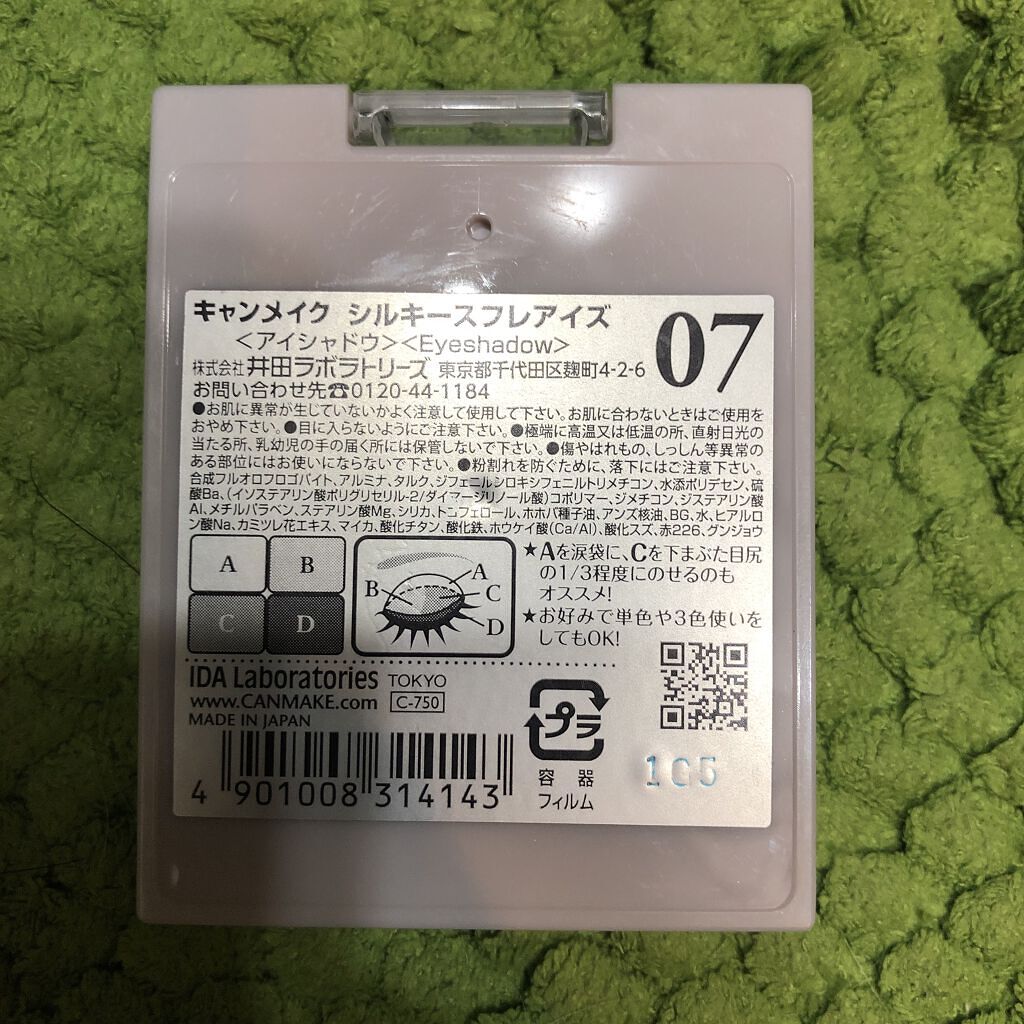 キャンメイク シルキースフレアイズ
＜アイシャドウ＞＜Eyeshadow＞
07
株式会社 井田ラボラトリーズ 東京都千代田区麹町4-2-6
お問い合わせ先☎0120-44-1184
●お肌に異常が生じていないかよく注意して使用して下さい。お肌に合わないときはご使用を
おやめ下さい。●目に入らないようにご注意下さい。●極端に高温又は低温の所、直射日光の
当たる所、乳幼児の手の届く所には保管しないで下さい。●傷やはれもの、しっしん等異常の
ある部位にはお使いにならないで下さい。●粉割れを防ぐために、落下にはご注意下さい。
合成フルオロフロゴパイト、アルミナ、タルク、ジフェニルシロキシフェニルトリメチコン、水添ポリデセン、硫
酸Ba、(イソステアリン酸ポリグリセリル-2/ダイマージリノール酸)コポリマー、ジメチコン、ジステアリン酸
Al、メチルパラベン、ステアリン酸Mg、シリカ、トコフェロール、ホホバ種子油、アンズ核油、BG、水、ヒアルロ
ン酸Na、カミツレ花エキス、マイカ、酸化チタン、酸化鉄、ホウケイ酸(Ca/Al)、酸化スズ、赤226、グンジョウ
A B
C D
A
B
C
D
★Aを涙袋に、Cを下まぶた目尻
の1/3程度にのせるのも
オススメ!
★お好みで単色や3色使いを
してもOK!
IDA Laboratories TOKYO
www.CANMAKE.com C-750
MADE IN JAPAN
プラ
容器
フィルム
105
4 901008 314143